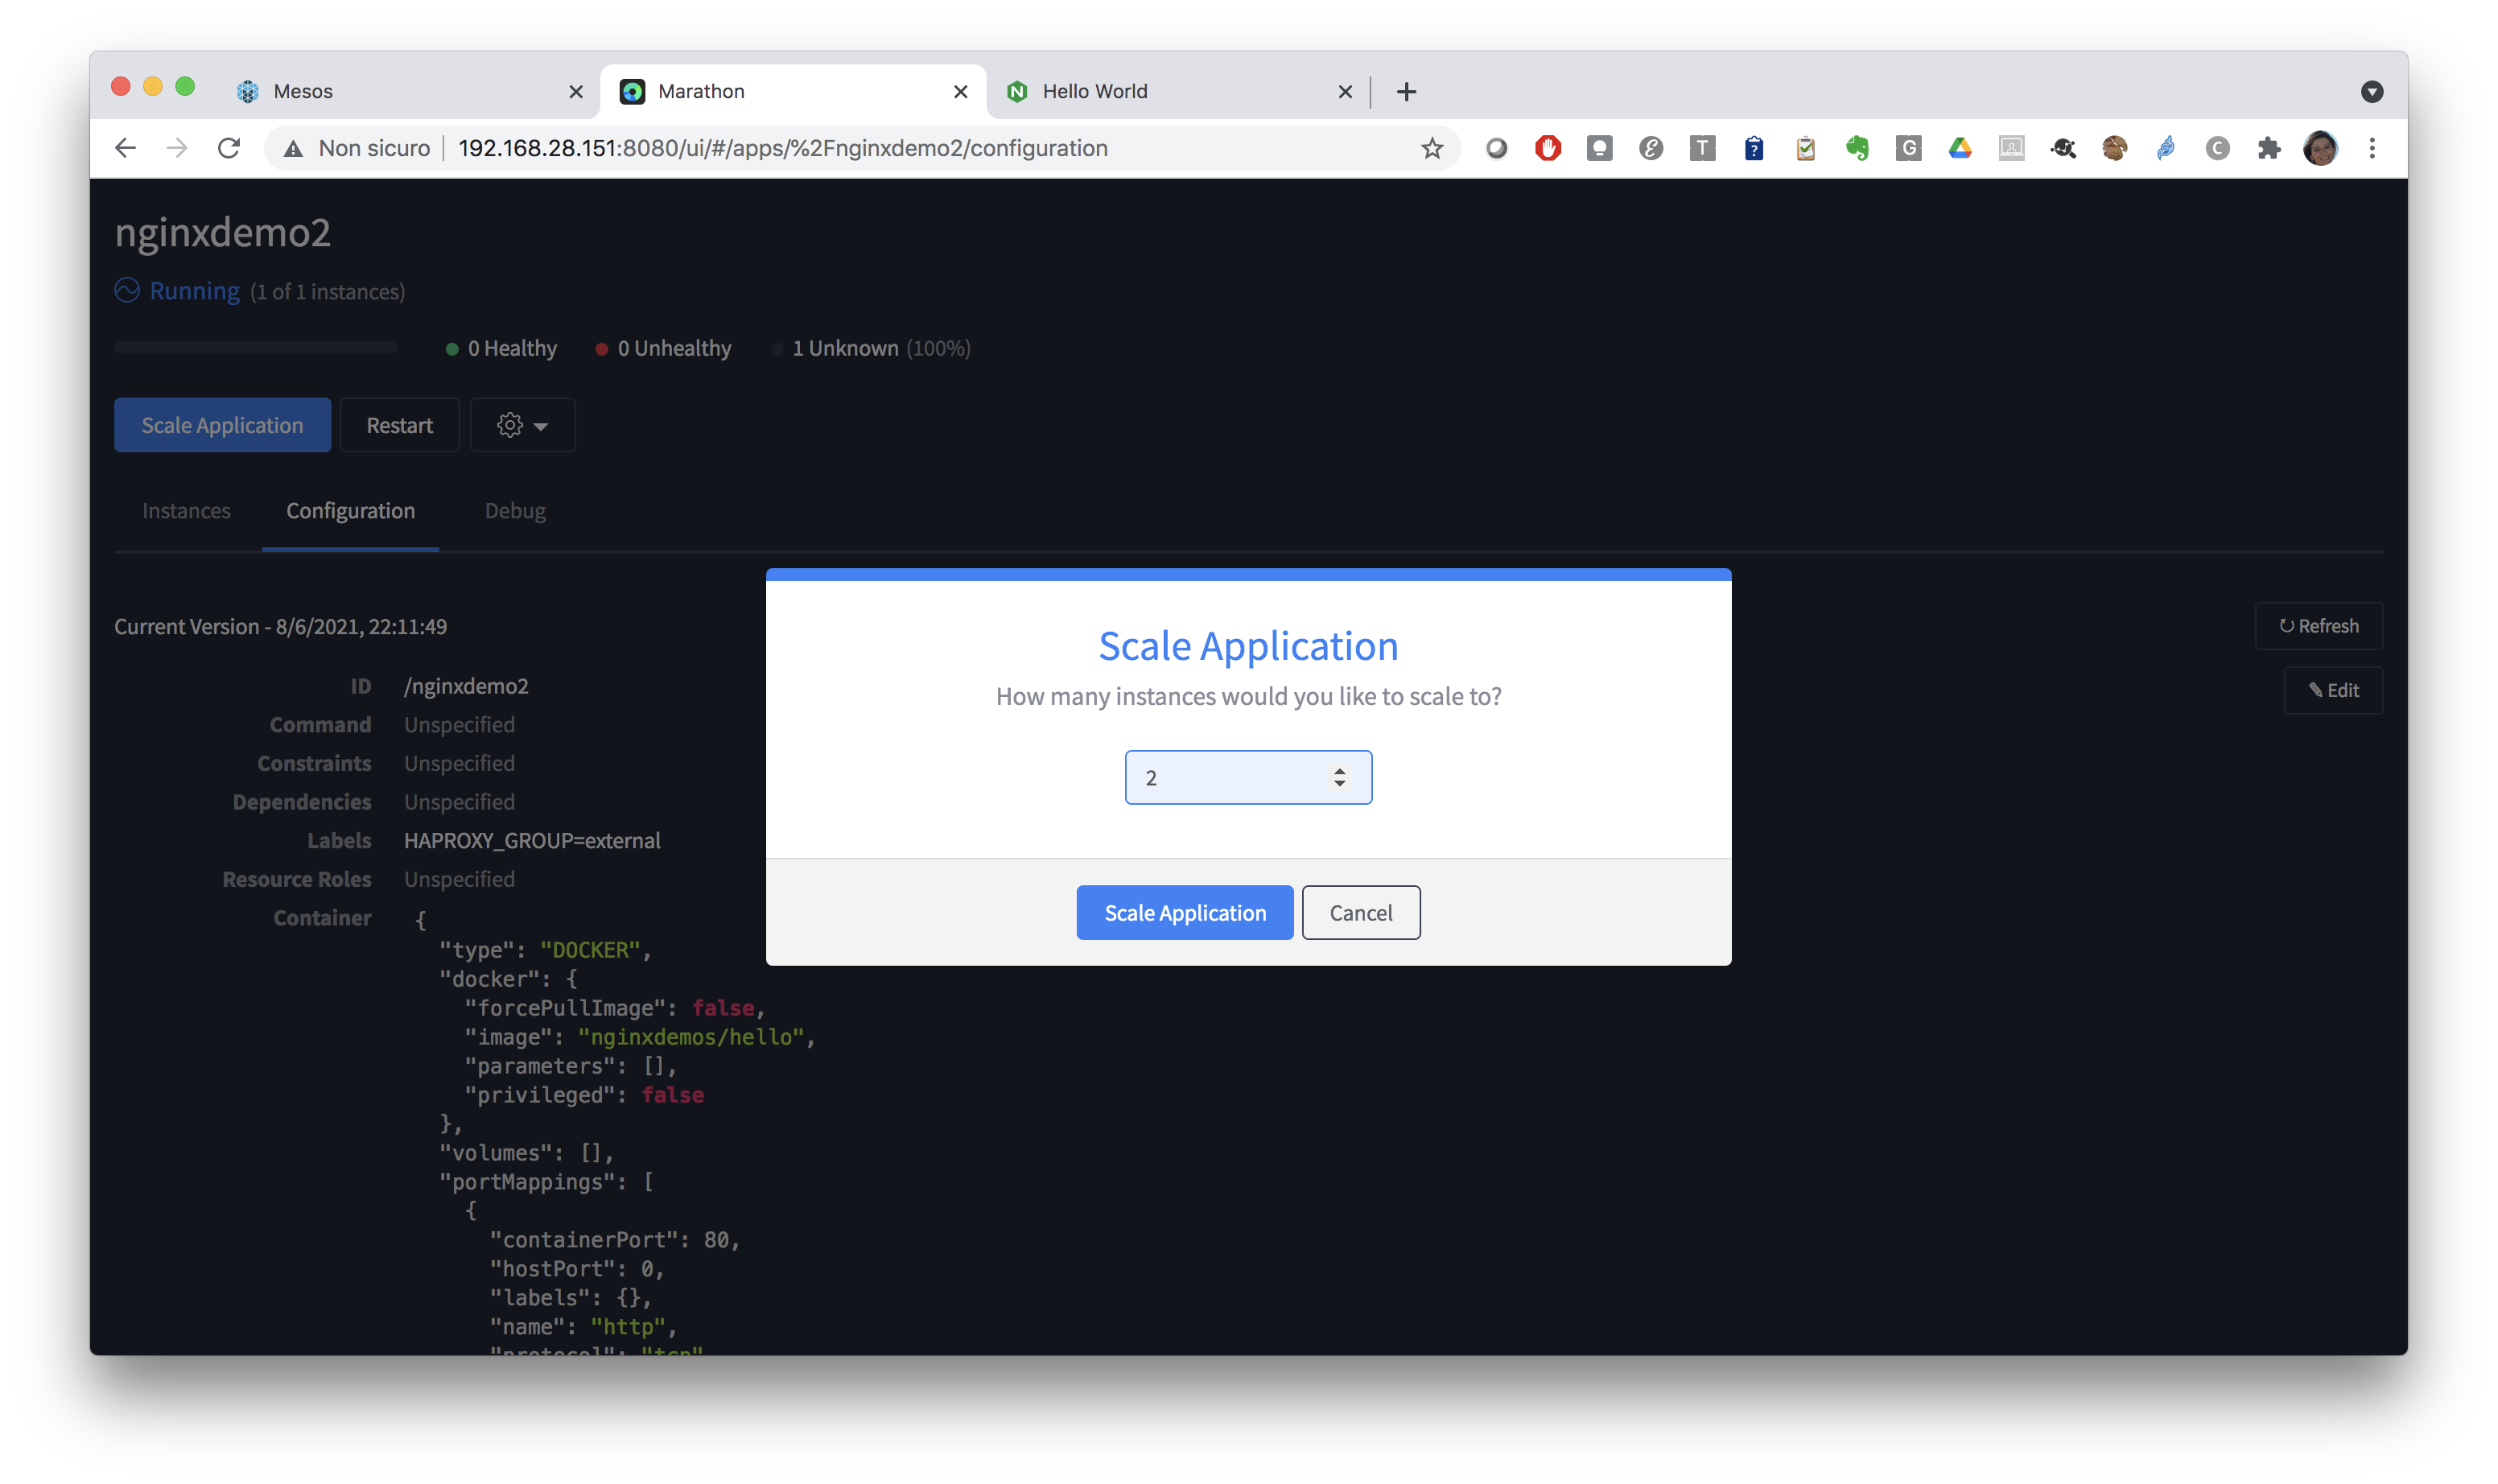 Mesos
Marathon
Hello World
Non sicuro
192.168.28.151:8080/ui/#/apps/%2Fnginxdemo2/configuration
nginxdemo2
Running (1 of 1 instances)
0 Healthy
0 Unhealthy
1 Unknown (100%)
Scale Application
Restart
Instances
Configuration
Debug
Current Version - 8/6/2021, 22:11:49
Refresh
Edit
ID /nginxdemo2
Command Unspecified
Constraints Unspecified
Dependencies Unspecified
Labels HAPROXY_GROUP=external
Resource Roles Unspecified
Container {
"type": "DOCKER",
"docker": {
"forcePullImage": false,
"image": "nginxdemos/hello",
"parameters": [],
"privileged": false
},
"volumes": [],
"portMappings": [
{
"containerPort": 80,
"hostPort": 0,
"labels": {},
"name": "http",
"protocol": "tcp"
Scale Application
How many instances would you like to scale to?
2
Scale Application
Cancel